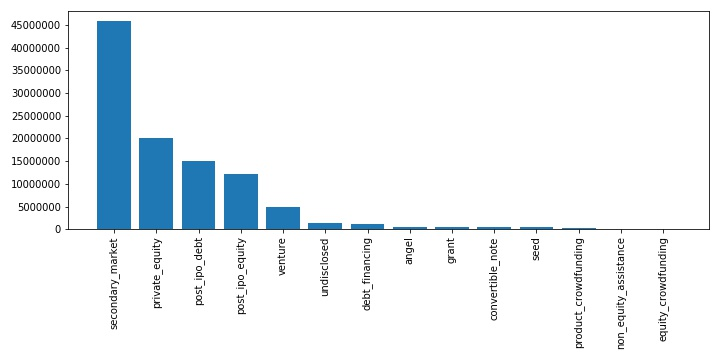 45000000
40000000
35000000
30000000
25000000
20000000
15000000
10000000
5000000
0
secondary_market
private_equity
post_ipo_debt
post_ipo_equity
venture
undisclosed
debt_financing
angel
grant
convertible_note
seed
product_crowdfunding
non_equity_assistance
equity_crowdfunding